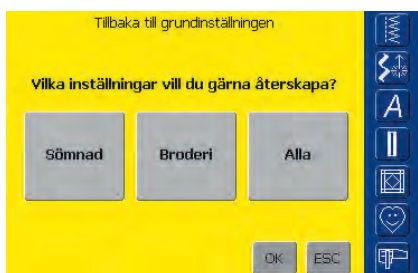 Tillbaka till grundinställningen
Vilka inställningar vill du gärna återskapa?
Sömnad Broderi Alla
OK ESC
A